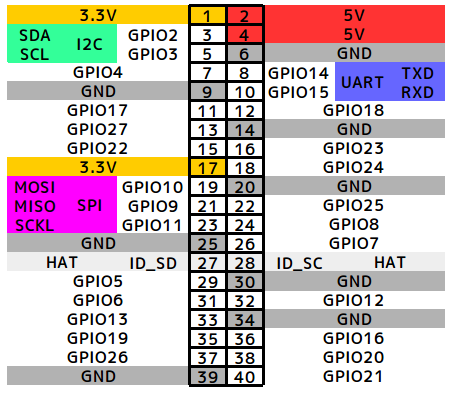 3.3V 1 2 5V
SDA I2C GPIO2 3 4 5V
SCL GPIO3 5 6 GND
GPIO4 7 8 GPIO14 UART TXD
GND 9 10 GPIO15 RXD
GPIO17 11 12 GPIO18
GPIO27 13 14 GND
GPIO22 15 16 GPIO23
3.3V 17 18 GPIO24
MOSI GPIO10 19 20 GND
MISO SPI GPIO9 21 22 GPIO25
SCKL GPIO11 23 24 GPIO8
GND 25 26 GPIO7
HAT ID_SD 27 28 ID_SC HAT
GPIO5 29 30 GND
GPIO6 31 32 GPIO12
GPIO13 33 34 GND
GPIO19 35 36 GPIO16
GPIO26 37 38 GPIO20
GND 39 40 GPIO21